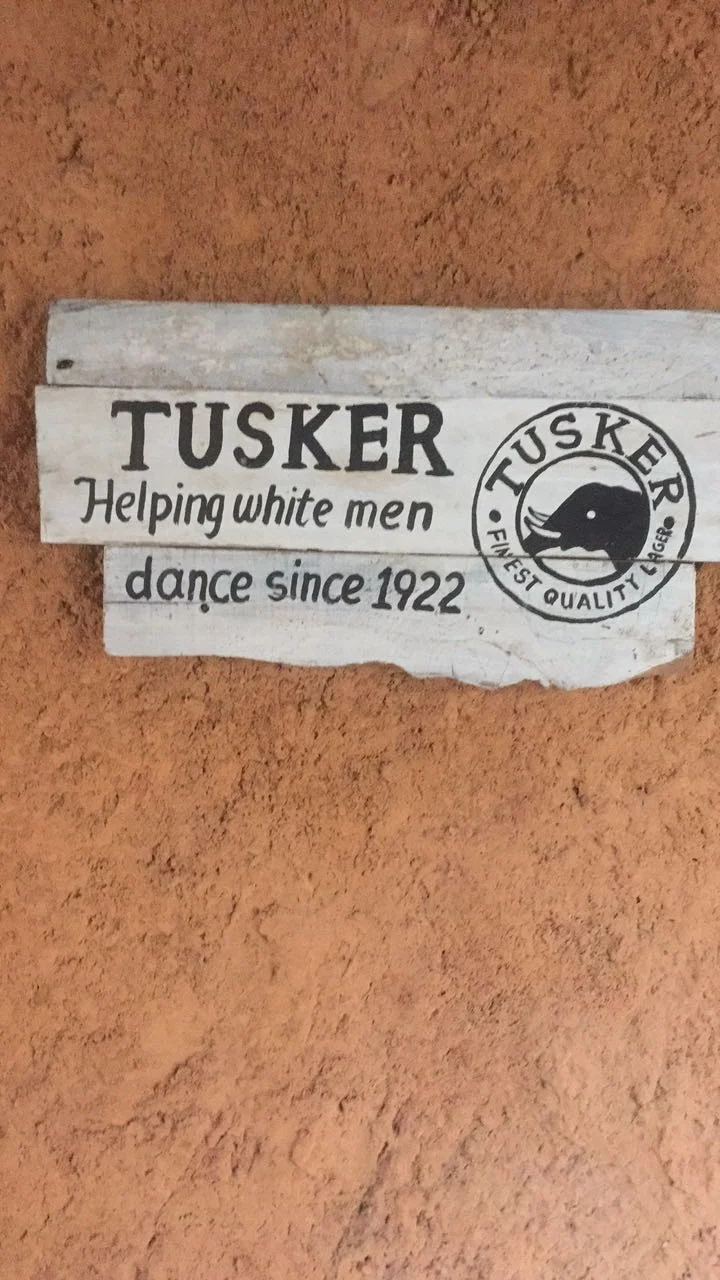 TUSKER
Helping white men
dance since 1922
TUSKER
• FINEST QUALITY LAGER •